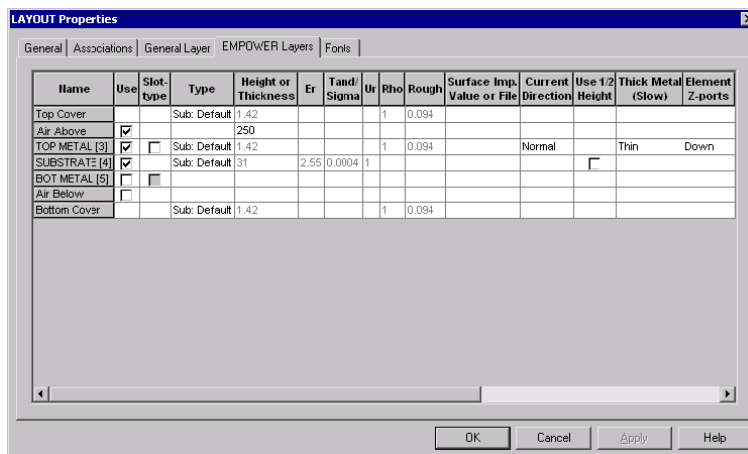 LAYOUT Properties
General Associations General Layer EMPOWER Layers Fonts
Name Use Slot-type Type Height or Thickness Er Tand/Sigma Ur Rho Rough Surface Imp. Value or File Current Direction Use 1/2 Height Thick Metal (Slow) Element Z-ports
Top Cover Sub: Default 1.42 1 0.094
Air Above 250
TOP METAL [3] Sub: Default 1.42 1 0.094 Normal Thin Down
SUBSTRATE [4] Sub: Default 31 2.55 0.0004 1
BOT METAL [5]
Air Below
Bottom Cover Sub: Default 1.42 1 0.094
OK Cancel Apply Help